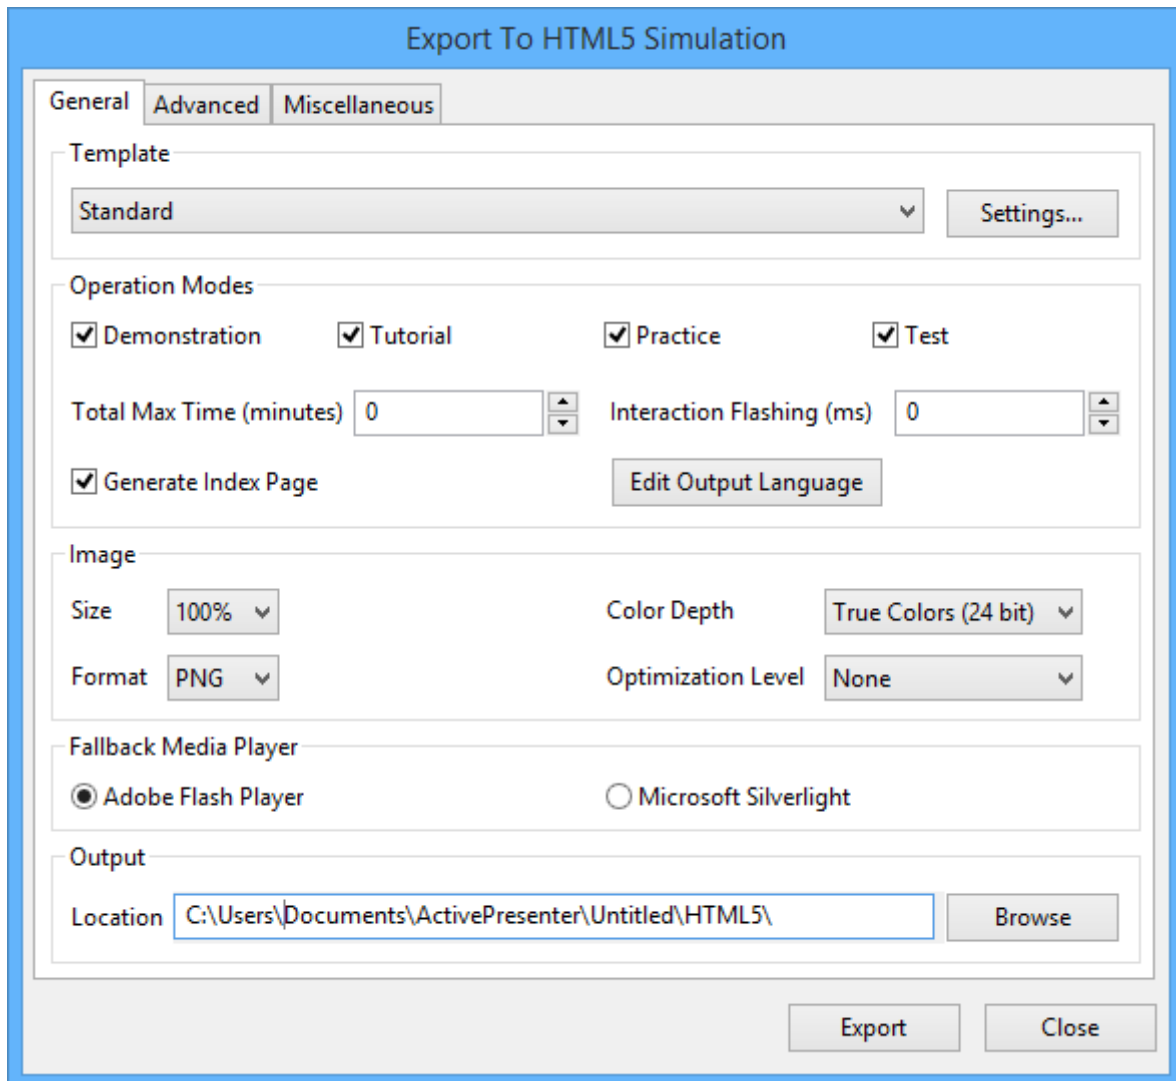 Export To HTML5 Simulation
General Advanced Miscellaneous
Template
Standard Settings...
Operation Modes
Demonstration Tutorial Practice Test
Total Max Time (minutes) 0 Interaction Flashing (ms) 0
Generate Index Page Edit Output Language
Image
Size 100% Color Depth True Colors (24 bit)
Format PNG Optimization Level None
Fallback Media Player
Adobe Flash Player Microsoft Silverlight
Output
Location C:\Users\Documents\ActivePresenter\Untitled\HTML5\ Browse
Export Close